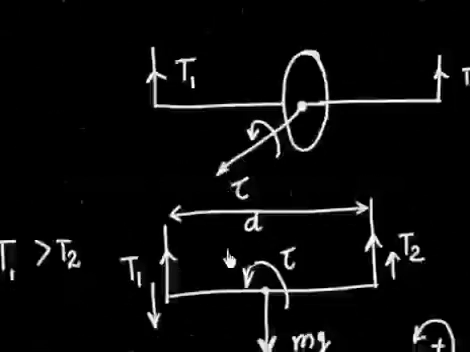 T₁ T
τ
d
T₁ > T₂ T₁ τ T₂
mg +